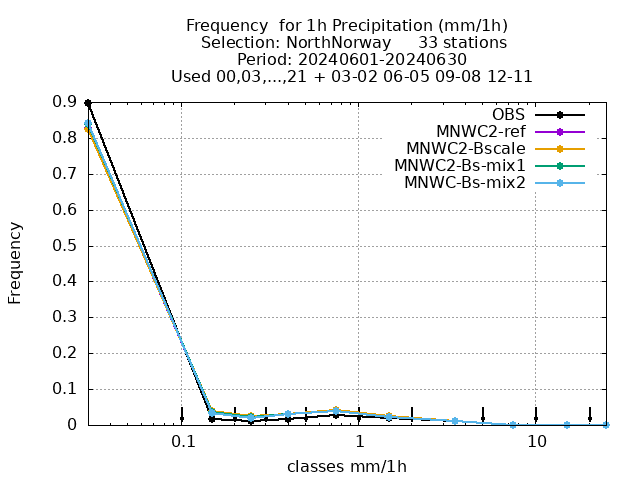 Frequency  for 1h Precipitation (mm/1h)
Selection: NorthNorway     33 stations
Period: 20240601-20240630
Used 00,03,...,21 + 03-02 06-05 09-08 12-11
OBS
MNWC2-ref
MNWC2-Bscale
MNWC2-Bs-mix1
MNWC-Bs-mix2
Frequency
0.9
0.8
0.7
0.6
0.5
0.4
0.3
0.2
0.1
0
0.1 1 10
classes mm/1h